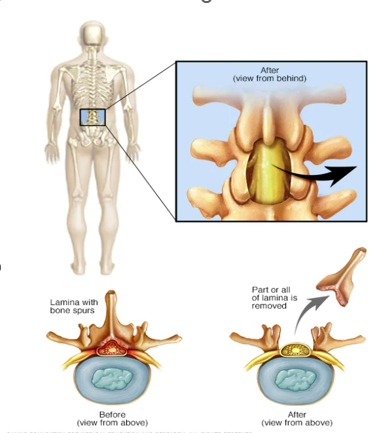 After
(view from behind)
Lamina with
bone spurs
Part or all
of lamina is
removed
Before
(view from above)
After
(view from above)